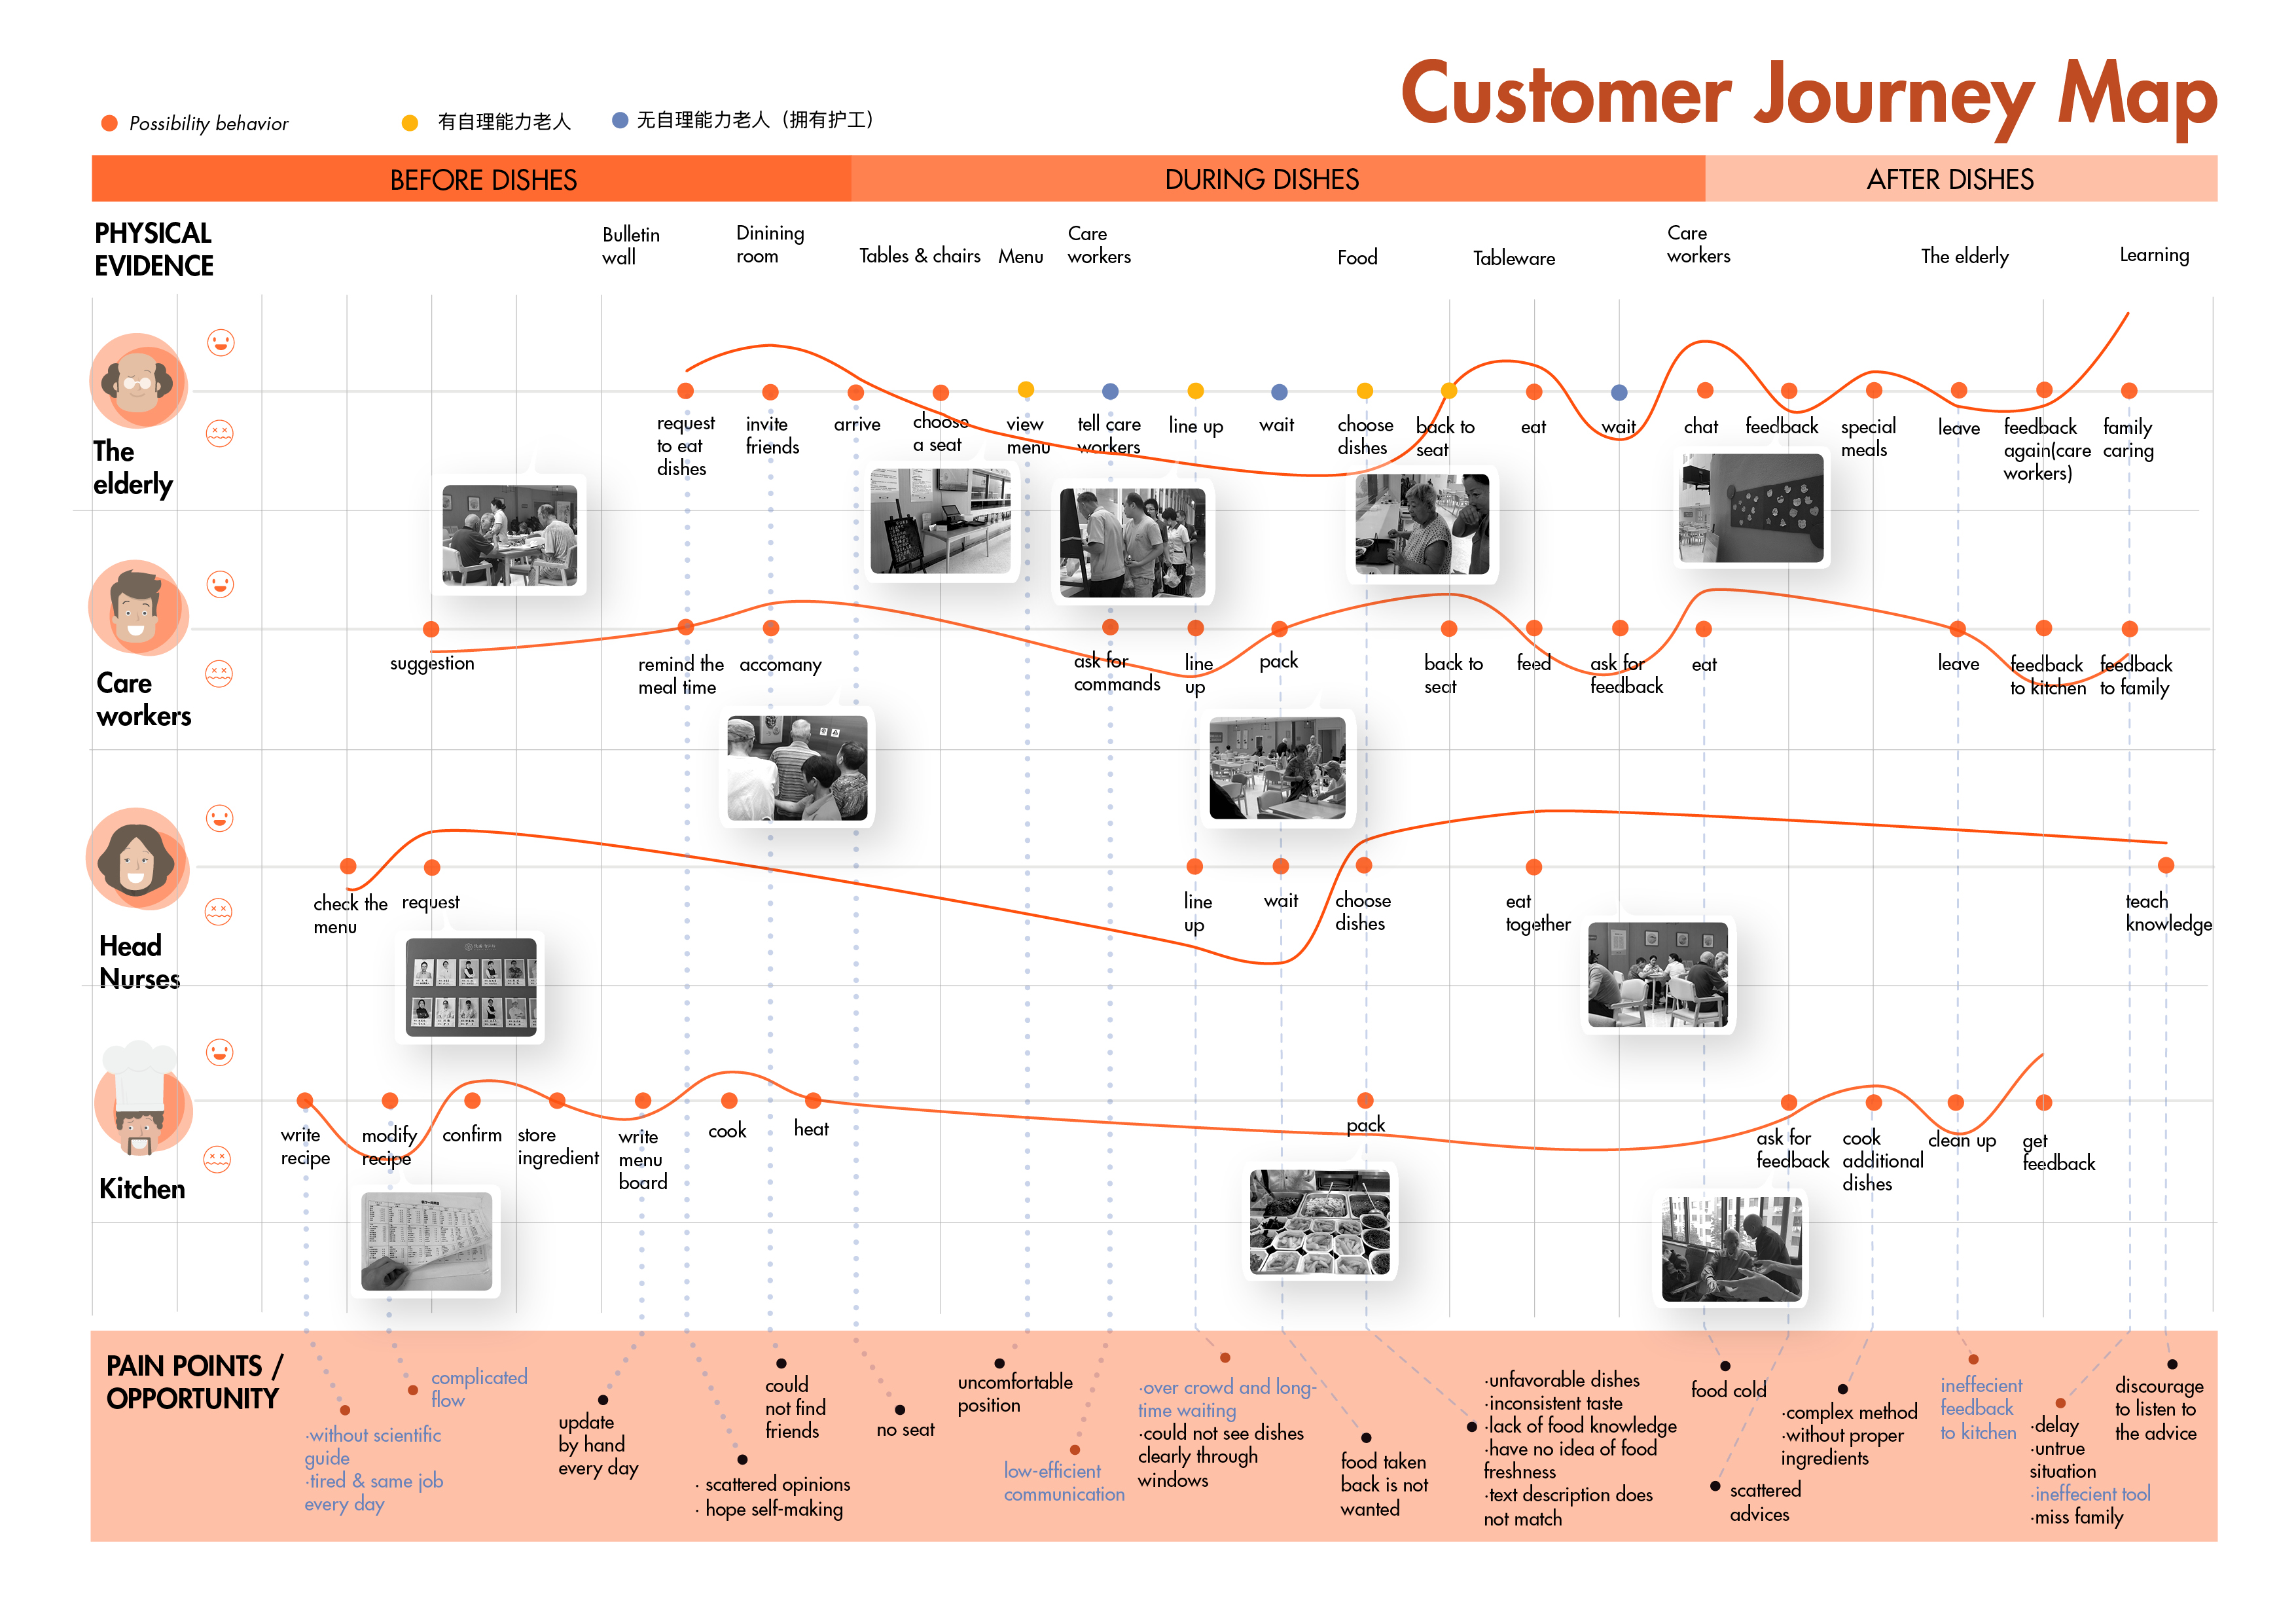 Customer Journey Map
Possibility behavior
有自理能力老人
无自理能力老人（拥有护工）
BEFORE DISHES
DURING DISHES
AFTER DISHES
PHYSICAL
EVIDENCE
Bulletin
wall
Dinining
room
Tables & chairs
Menu
Care
workers
Food
Tableware
Care
workers
The elderly
Learning
The
elderly
request
to eat
dishes
invite
friends
arrive
choose
a seat
view
menu
tell care
workers
line up
wait
choose
dishes
back to
seat
eat
wait
chat
feedback
special
meals
leave
feedback
again(care
workers)
family
caring
Care
workers
suggestion
remind the
meal time
accomany
ask for
commands
line
up
pack
back to
seat
feed
ask for
feedback
eat
leave
feedback
to kitchen
feedback
to family
Head
Nurses
check the
menu
request
line
up
wait
choose
dishes
eat
together
teach
knowledge
Kitchen
write
recipe
modify
recipe
confirm
store
ingredient
write
menu
board
cook
heat
pack
ask for
feedback
cook
additional
dishes
clean up
get
feedback
PAIN POINTS /
OPPORTUNITY
·without scientific
guide
·tired & same job
every day
complicated
flow
update
by hand
every day
· scattered opinions
· hope self-making
could
not find
friends
no seat
uncomfortable
position
low-efficient
communication
·over crowd and long-
time waiting
·could not see dishes
clearly through
windows
food taken
back is not
wanted
·unfavorable dishes
·inconsistent taste
·lack of food knowledge
·have no idea of food
freshness
·text description does
not match
food cold
scattered
advices
·complex method
·without proper
ingredients
ineffecient
feedback
to kitchen
·delay
·untrue
situation
·ineffecient tool
·miss family
discourage
to listen to
the advice